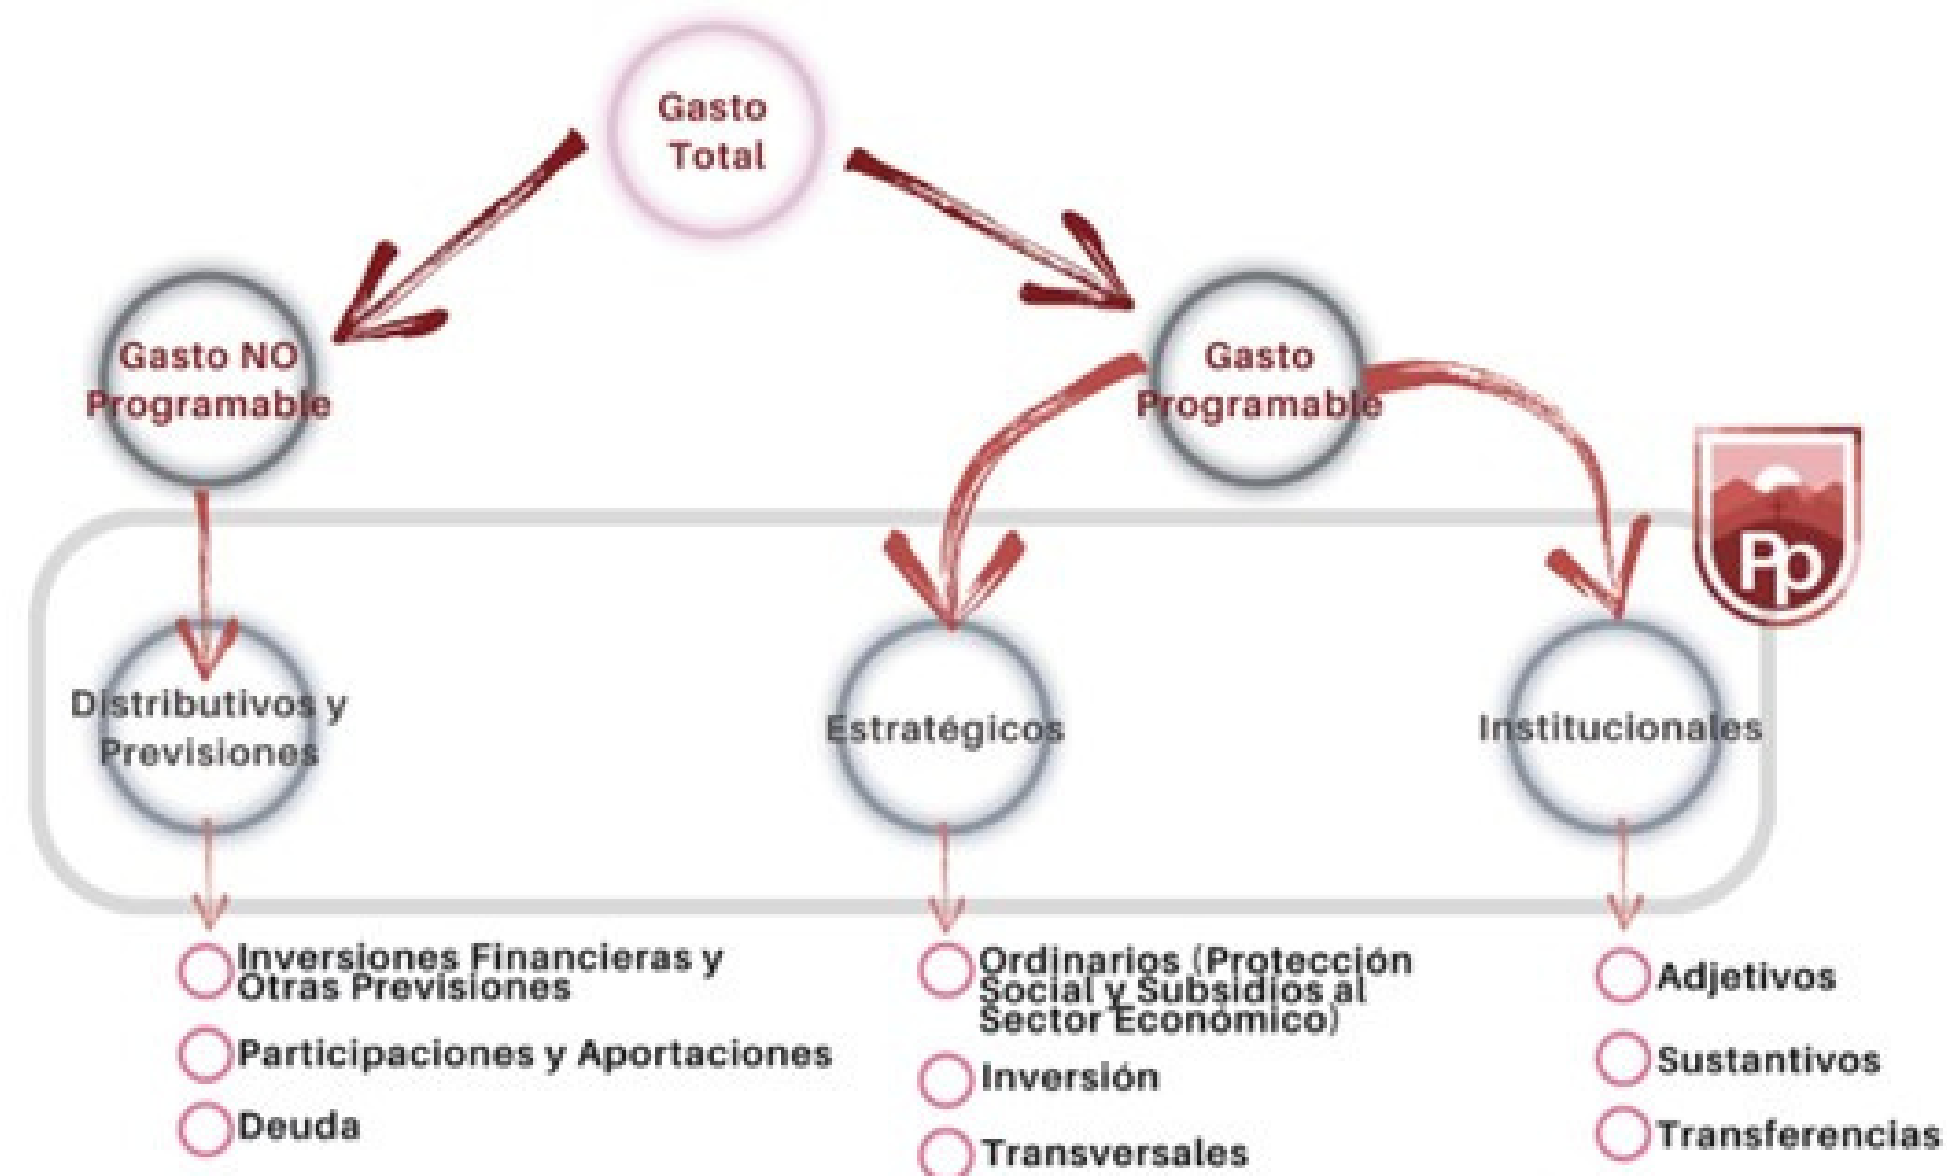 Gasto
Total
Gasto NO
Programable
Gasto
Programable
Pp
Distributivos y
Previsiones
Estratégicos
Institucionales
Inversiones Financieras y
Otras Previsiones
Participaciones y Aportaciones
Deuda
Ordinarios (Protección
Social y Subsidios al
Sector Económico)
Inversión
Transversales
Adjetivos
Sustantivos
Transferencias